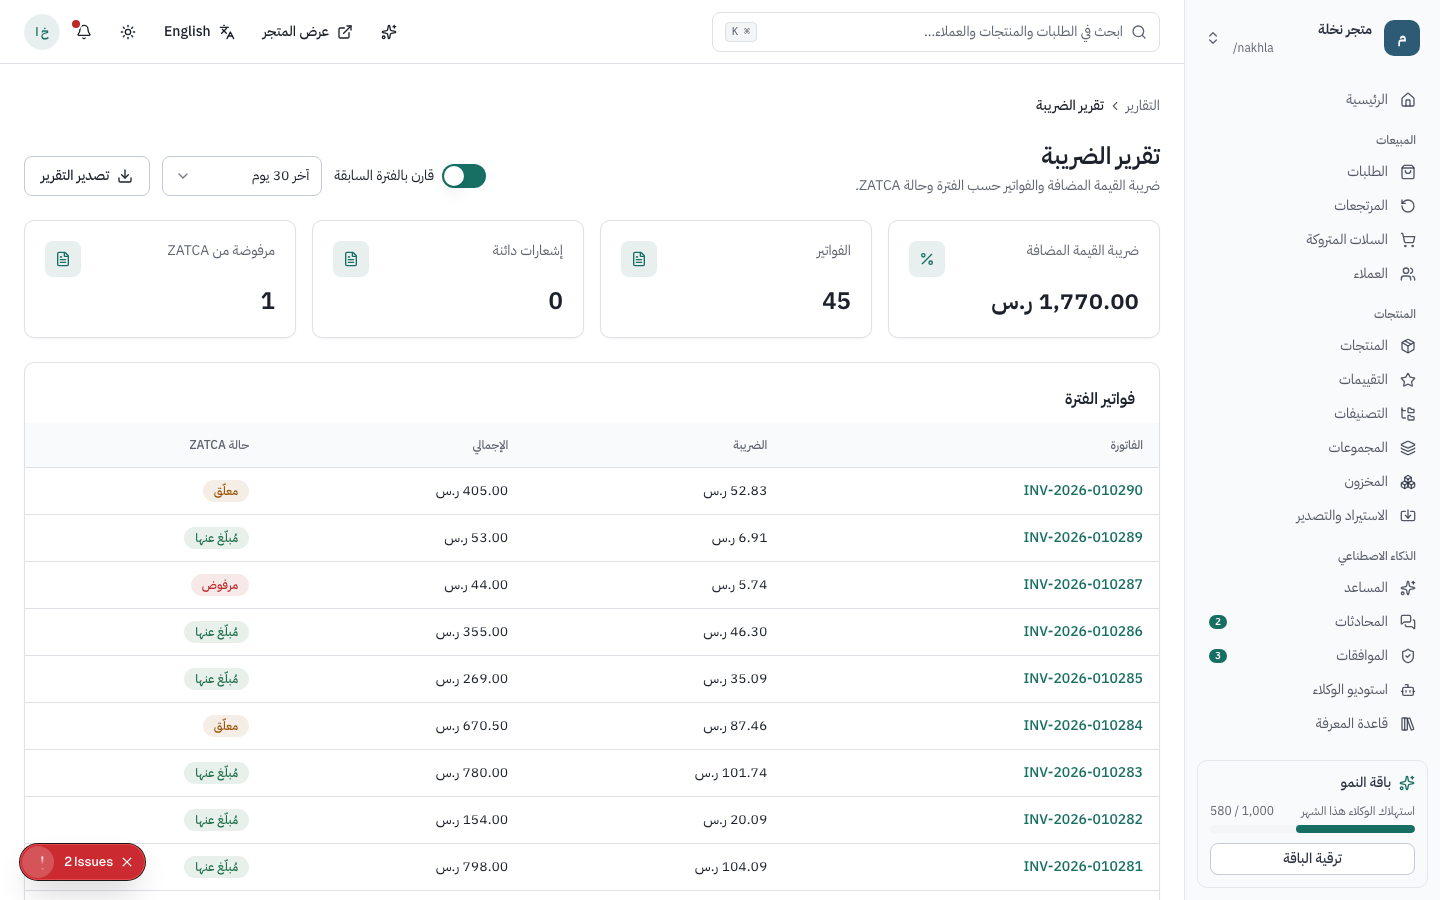 متجر نخلة
/nakhla
الرئيسية
المبيعات
الطلبات
المرتجعات
السلات المتروكة
العملاء
المنتجات
المنتجات
التقييمات
التصنيفات
المجموعات
المخزون
الاستيراد والتصدير
الذكاء الاصطناعي
المساعد
المحادثات 2
الموافقات 3
استوديو الوكلاء
قاعدة المعرفة
باقة النمو
استهلاك الوكلاء هذا الشهر 580 / 1,000
ترقية الباقة
م
ابحث في الطلبات والمنتجات والعملاء... ⌘ K
عرض المتجر
English
خ ا
التقارير › تقرير الضريبة
تقرير الضريبة
ضريبة القيمة المضافة والفواتير حسب الفترة وحالة ZATCA.
قارن بالفترة السابقة
آخر 30 يوم
تصدير التقرير
ضريبة القيمة المضافة
1,770.00 ر.س
الفواتير
45
إشعارات دائنة
0
مرفوضة من ZATCA
1
فواتير الفترة
الفاتورة الضريبة الإجمالي حالة ZATCA
INV-2026-010290 52.83 ر.س 405.00 ر.س معلّق
INV-2026-010289 6.91 ر.س 53.00 ر.س مُبلّغ عنها
INV-2026-010287 5.74 ر.س 44.00 ر.س مرفوض
INV-2026-010286 46.30 ر.س 355.00 ر.س مُبلّغ عنها
INV-2026-010285 35.09 ر.س 269.00 ر.س مُبلّغ عنها
INV-2026-010284 87.46 ر.س 670.50 ر.س معلّق
INV-2026-010283 101.74 ر.س 780.00 ر.س مُبلّغ عنها
INV-2026-010282 20.09 ر.س 154.00 ر.س مُبلّغ عنها
INV-2026-010281 104.09 ر.س 798.00 ر.س مُبلّغ عنها
2 Issues